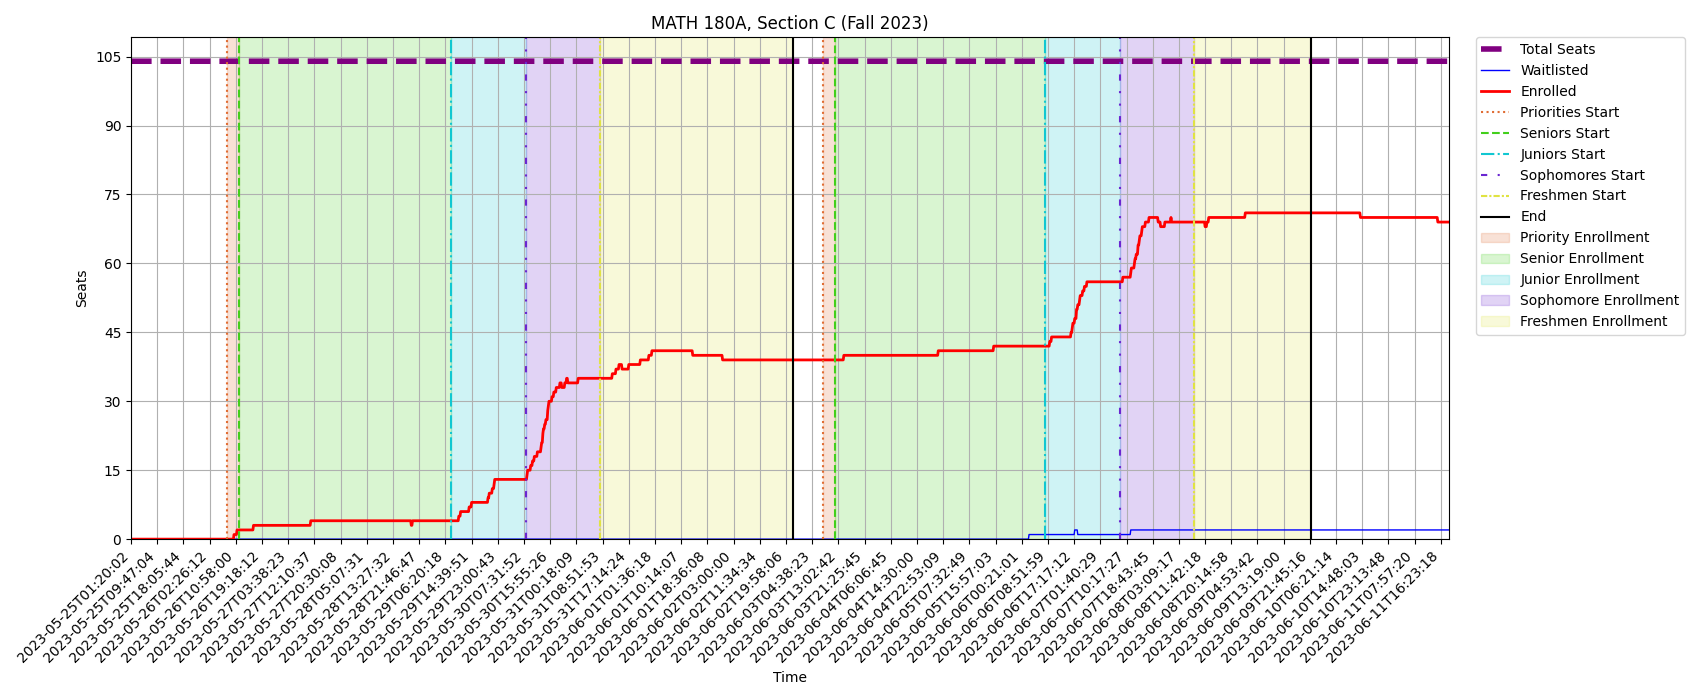 MATH 180A, Section C (Fall 2023)
Seats
105
90
75
60
45
30
15
0
2023-05-25T01:20:02
2023-05-25T09:47:04
2023-05-25T18:05:44
2023-05-26T02:26:12
2023-05-26T10:58:00
2023-05-26T19:18:12
2023-05-27T03:38:23
2023-05-27T12:10:37
2023-05-27T20:30:08
2023-05-28T05:07:31
2023-05-28T13:27:32
2023-05-28T21:46:47
2023-05-29T06:20:18
2023-05-29T14:39:51
2023-05-29T23:00:43
2023-05-30T07:31:52
2023-05-30T15:55:26
2023-05-31T00:18:09
2023-05-31T08:51:53
2023-05-31T17:14:24
2023-06-01T01:36:18
2023-06-01T10:14:07
2023-06-01T18:36:08
2023-06-02T03:00:00
2023-06-02T11:34:34
2023-06-02T19:58:06
2023-06-03T04:38:23
2023-06-03T13:02:42
2023-06-03T21:25:45
2023-06-04T06:06:45
2023-06-04T14:30:00
2023-06-04T22:53:09
2023-06-05T07:32:49
2023-06-05T15:57:03
2023-06-06T00:21:01
2023-06-06T08:51:59
2023-06-06T17:17:12
2023-06-07T01:40:29
2023-06-07T10:17:27
2023-06-07T18:43:45
2023-06-08T03:09:17
2023-06-08T11:42:18
2023-06-08T20:14:58
2023-06-09T04:53:42
2023-06-09T13:19:00
2023-06-09T21:45:16
2023-06-10T06:21:14
2023-06-10T14:48:03
2023-06-10T23:13:48
2023-06-11T07:57:20
2023-06-11T16:23:18
Time
Total Seats
Waitlisted
Enrolled
Priorities Start
Seniors Start
Juniors Start
Sophomores Start
Freshmen Start
End
Priority Enrollment
Senior Enrollment
Junior Enrollment
Sophomore Enrollment
Freshmen Enrollment